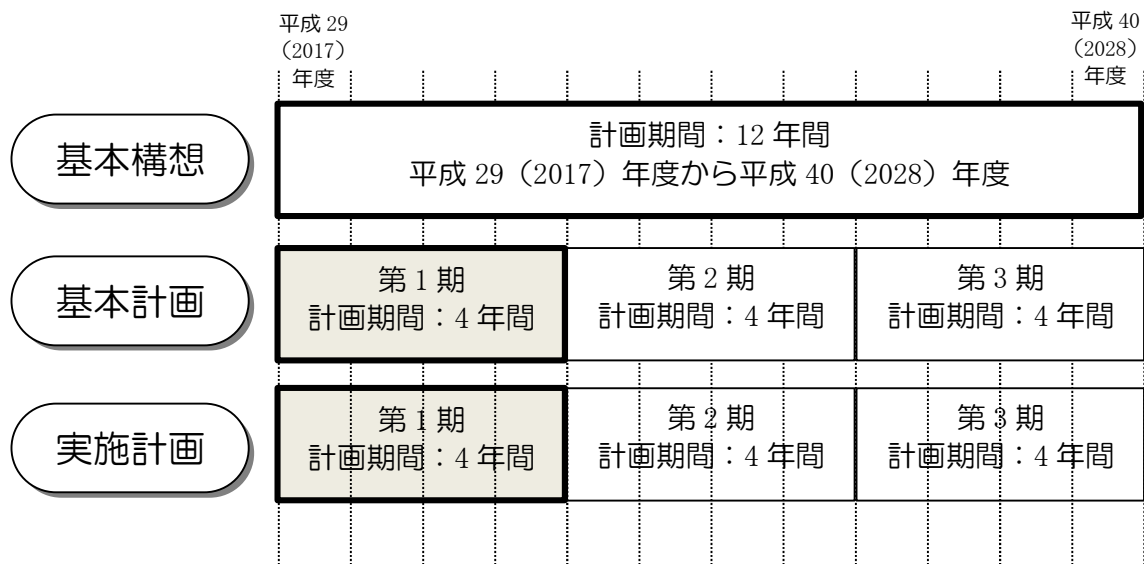 平成 29
（2017）
年度
平成 40
（2028）
年度
基本構想
計画期間：12 年間
平成 29（2017）年度から平成 40（2028）年度
基本計画
第 1 期
計画期間：4 年間
第 2 期
計画期間：4 年間
第 3 期
計画期間：4 年間
実施計画
第 1 期
計画期間：4 年間
第 2 期
計画期間：4 年間
第 3 期
計画期間：4 年間